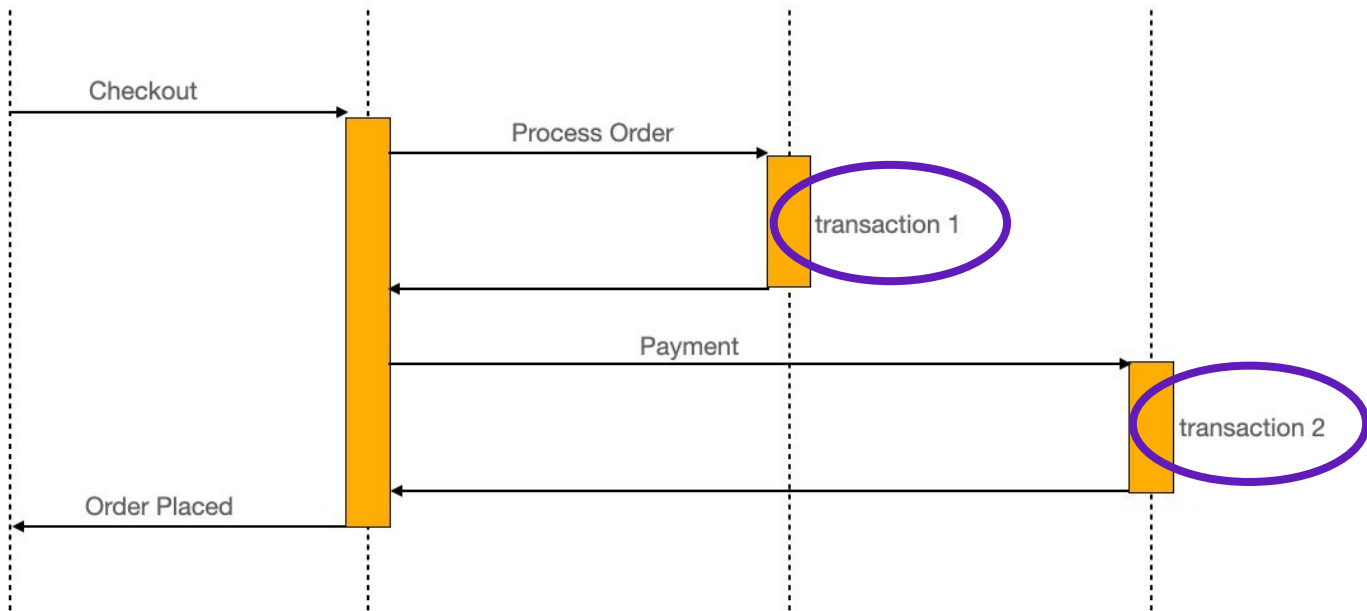 Checkout
Process Order
transaction 1
Payment
transaction 2
Order Placed